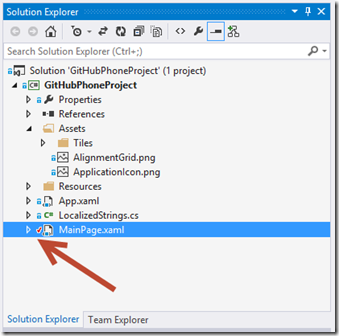 Solution Explorer
Search Solution Explorer (Ctrl+;)
Solution 'GitHubPhoneProject' (1 project)
GitHubPhoneProject
Properties
References
Assets
Tiles
AlignmentGrid.png
ApplicationIcon.png
Resources
App.xaml
LocalizedStrings.cs
MainPage.xaml
Solution Explorer Team Explorer